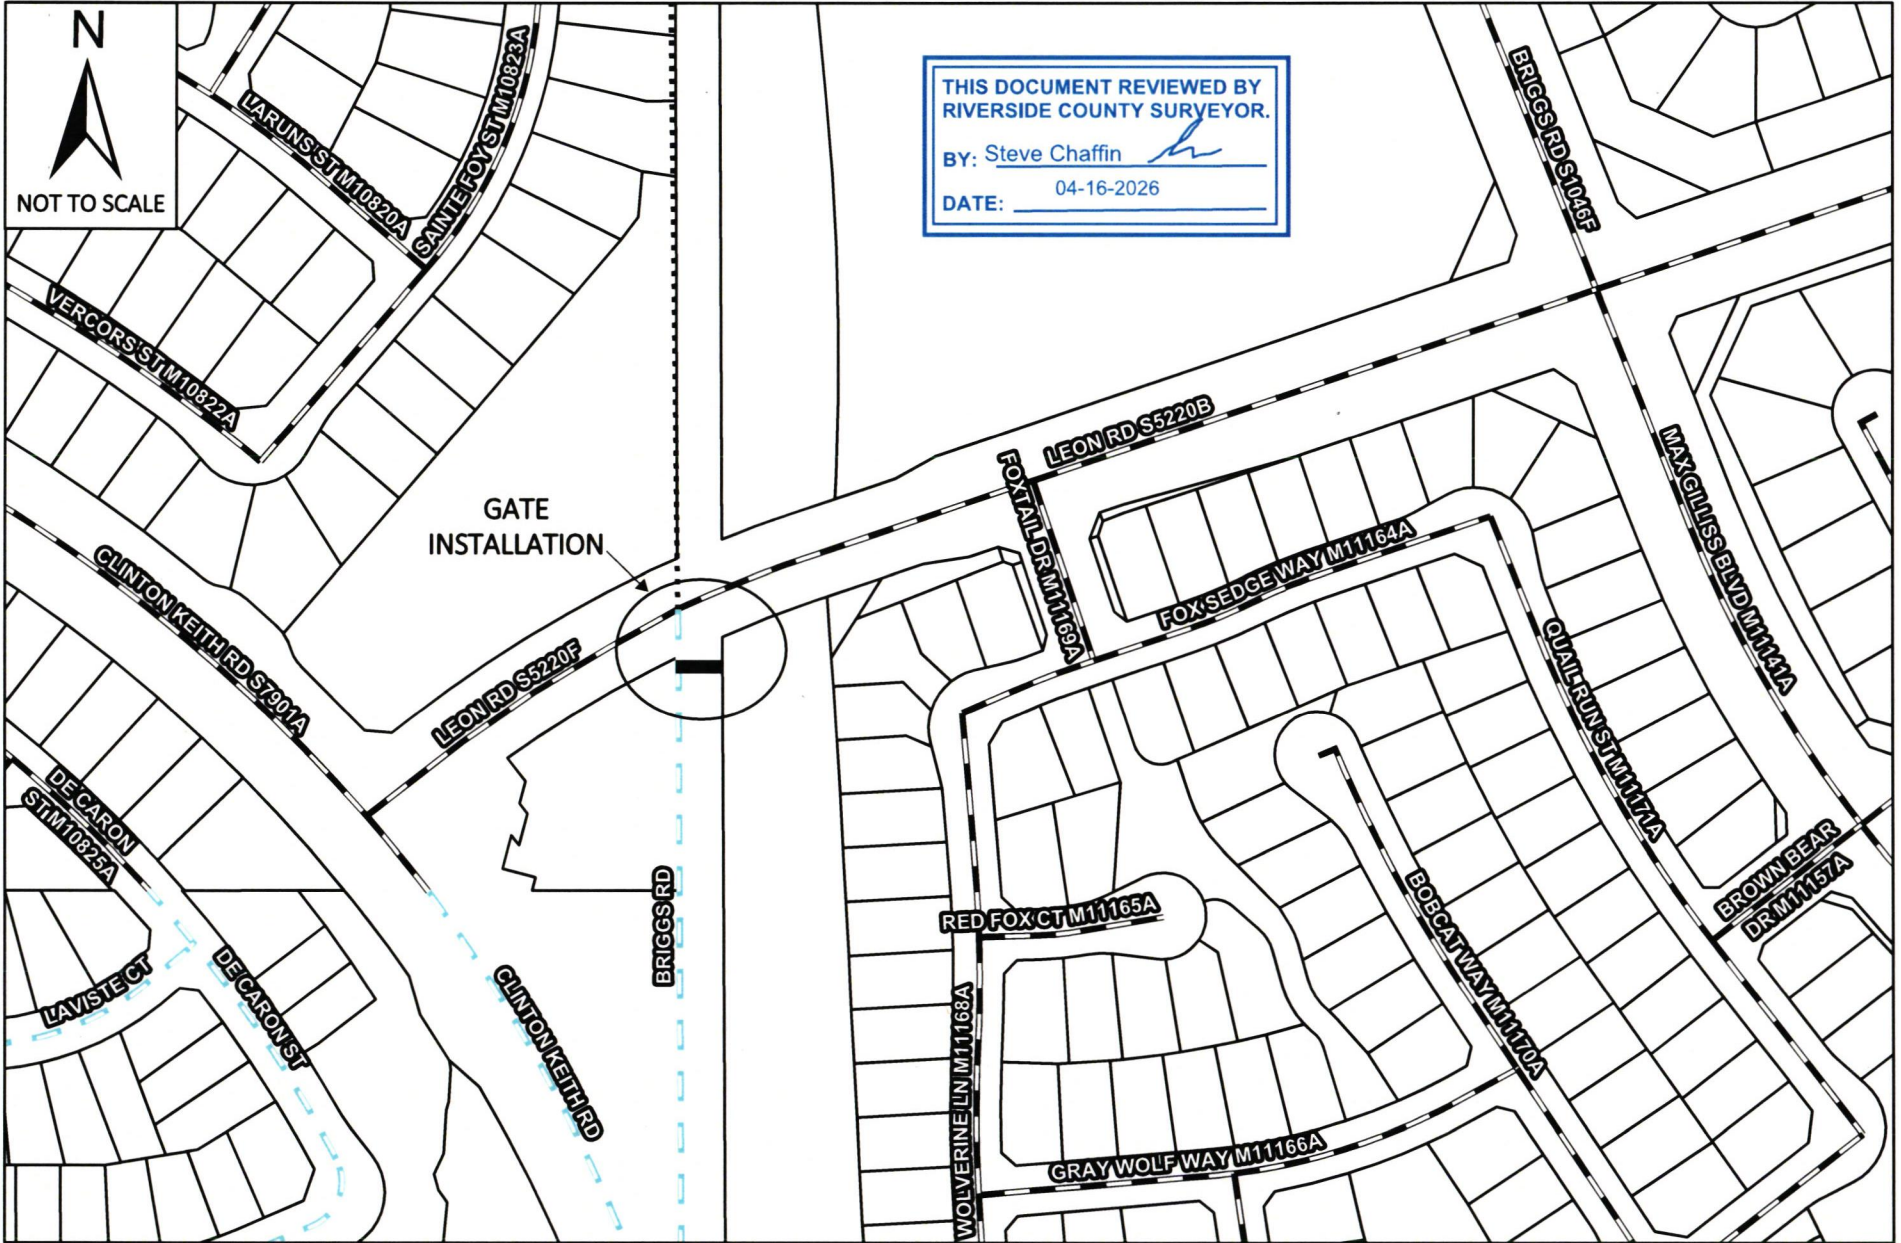 N
NOT TO SCALE
THIS DOCUMENT REVIEWED BY
RIVERSIDE COUNTY SURVEYOR.
BY: Steve Chaffin
04-16-2026
DATE:
LARUNS ST M10820A
SAINTE FOY ST M10823A
VERCORS ST M10822A
BRIGGS RD S1046F
LEON RD S5220B
FOXTAIL DR M11169A
MAX GILLISS BLVD M1141A
GATE
INSTALLATION
FOX SEDGE WAY M11164A
CLINTON KEITH RD S7901A
LEON RD S5220F
QUAIL RUN ST M11171A
DE CARON
ST M10825A
BROWN BEAR
DR M11157A
BRIGGS RD
RED FOX CT M11165A
BOBCAT WAY M11170A
LAVISTE CT
DE CARON ST
CLINTON KEITH RD
WOLVERINE LN M11168A
GRAY WOLF WAY M11166A